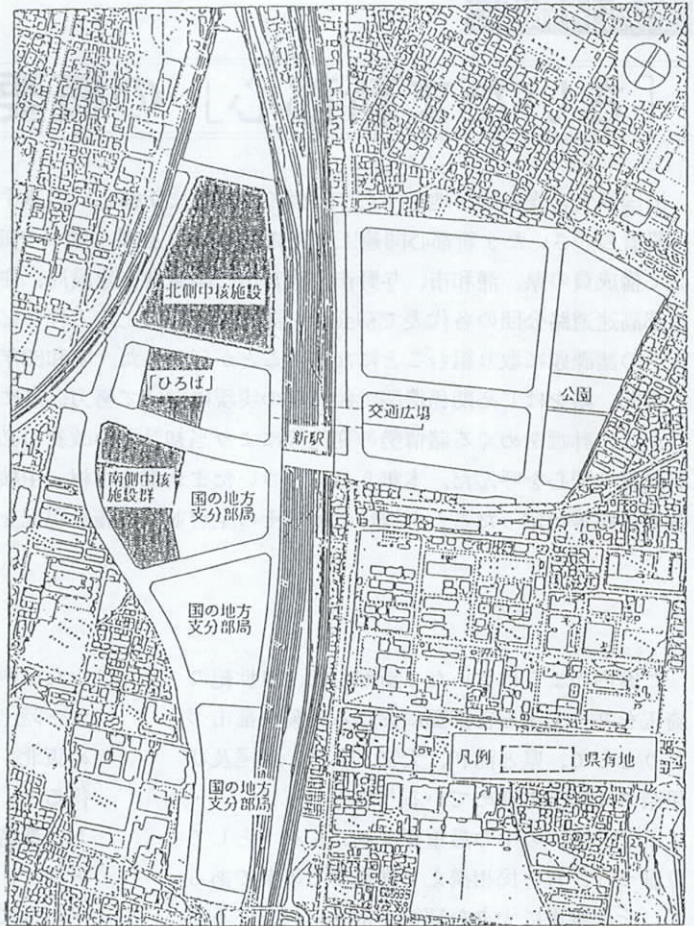 北側中核施設
「ひろば」
新駅
交通広場
公園
南側中核
施設群
国の地方
支分部局
国の地方
支分部局
国の地方
支分部局
凡例
県有地